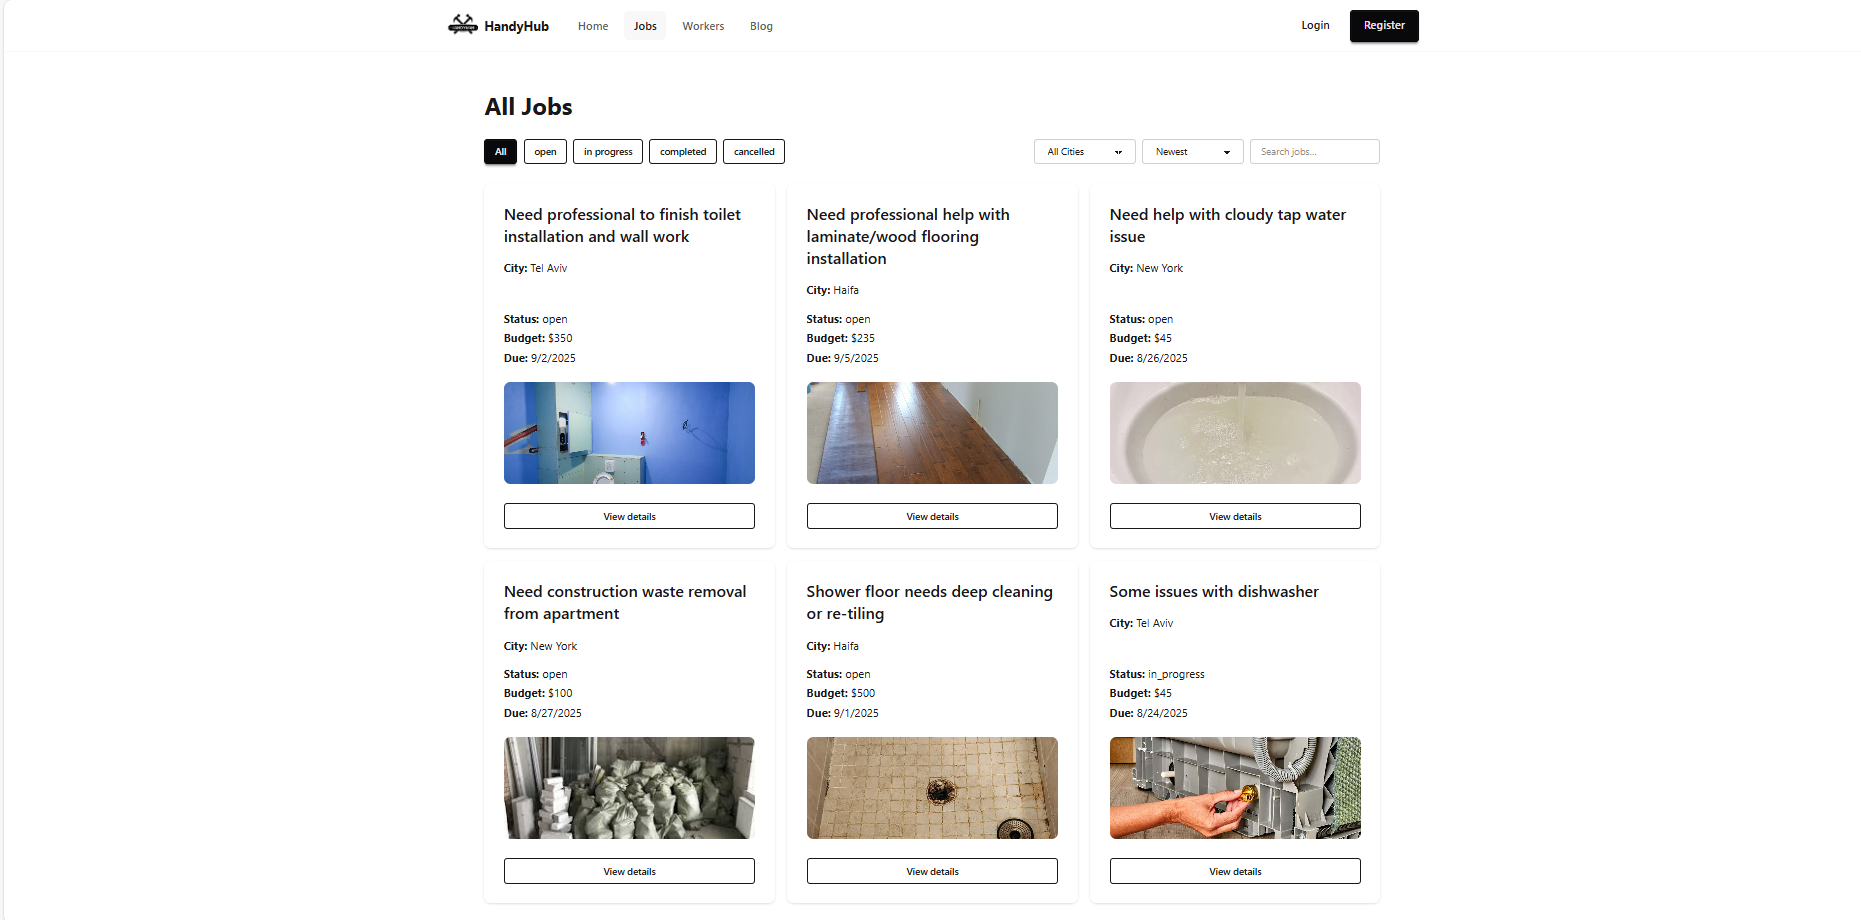 HandyHub
Home
Jobs
Workers
Blog
Login
Register
All Jobs
All
open
in progress
completed
cancelled
All Cities
Newest
Search jobs...
Need professional to finish toilet
installation and wall work
City: Tel Aviv
Status: open
Budget: $350
Due: 9/2/2025
View details
Need professional help with
laminate/wood flooring
installation
City: Haifa
Status: open
Budget: $235
Due: 9/5/2025
View details
Need help with cloudy tap water
issue
City: New York
Status: open
Budget: $45
Due: 8/26/2025
View details
Need construction waste removal
from apartment
City: New York
Status: open
Budget: $100
Due: 8/27/2025
View details
Shower floor needs deep cleaning
or re-tiling
City: Haifa
Status: open
Budget: $500
Due: 9/1/2025
View details
Some issues with dishwasher
City: Tel Aviv
Status: in_progress
Budget: $45
Due: 8/24/2025
View details